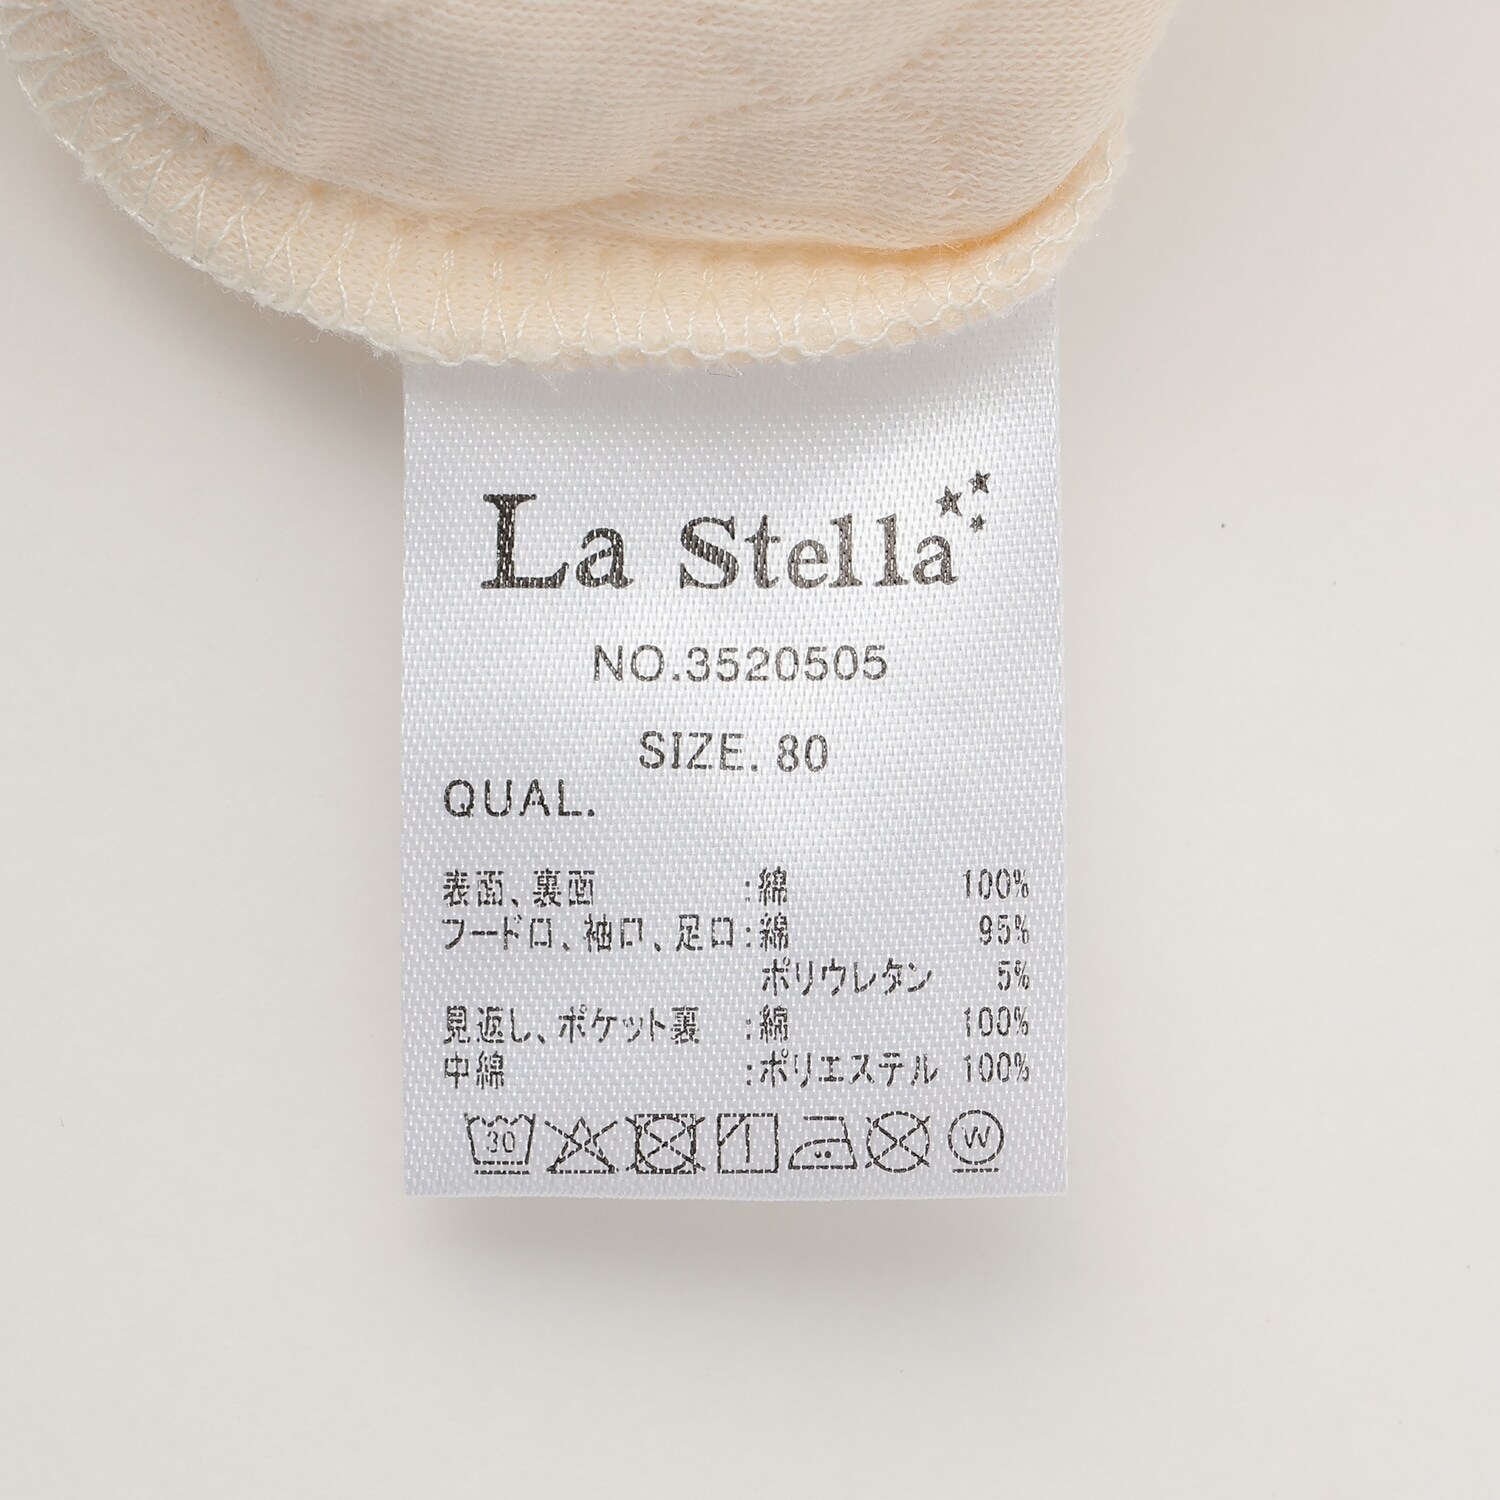 La Stella
NO.3520505
SIZE. 80
QUAL.
表面、裏面 :綿 100%
フード口、袖口、足口:綿 95%
ポリウレタン 5%
見返し、ポケット裏 :綿 100%
中綿 :ポリエステル 100%
30 W